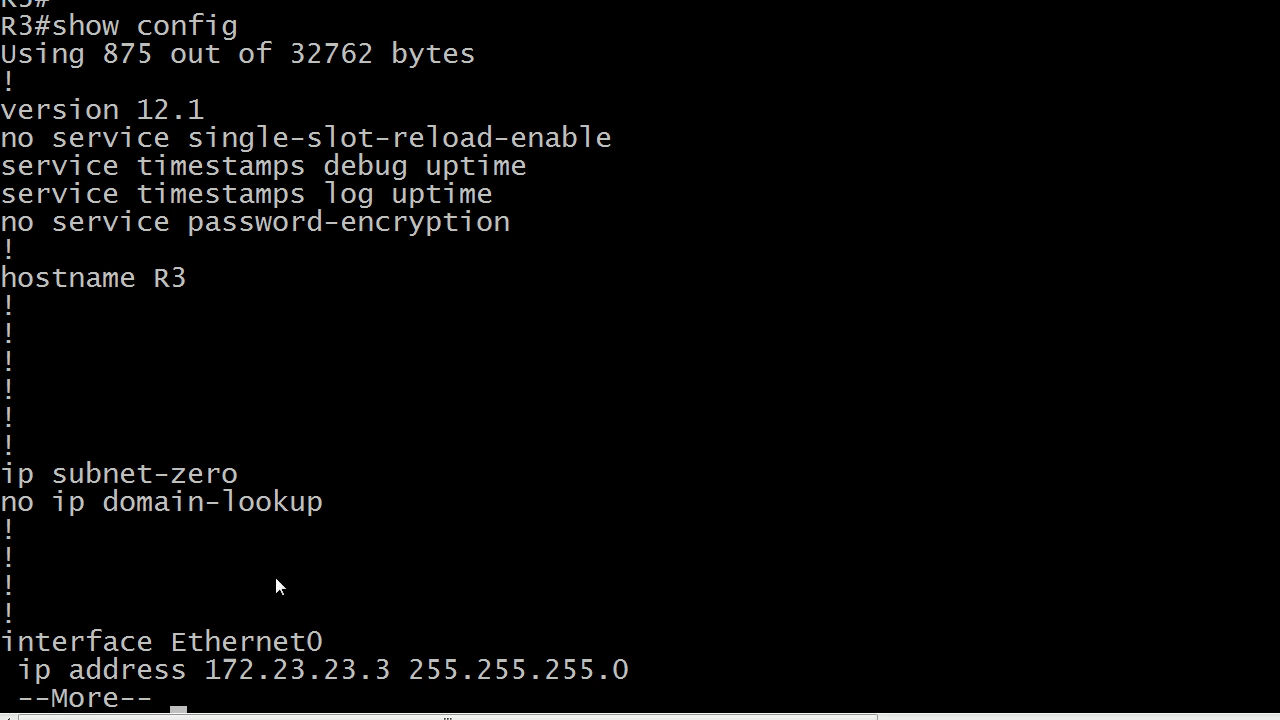 R3#
R3#show config
Using 875 out of 32762 bytes
!
version 12.1
no service single-slot-reload-enable
service timestamps debug uptime
service timestamps log uptime
no service password-encryption
!
hostname R3
!
!
!
!
!
!
ip subnet-zero
no ip domain-lookup
!
!
!
!
interface Ethernet0
 ip address 172.23.23.3 255.255.255.0
 --More--